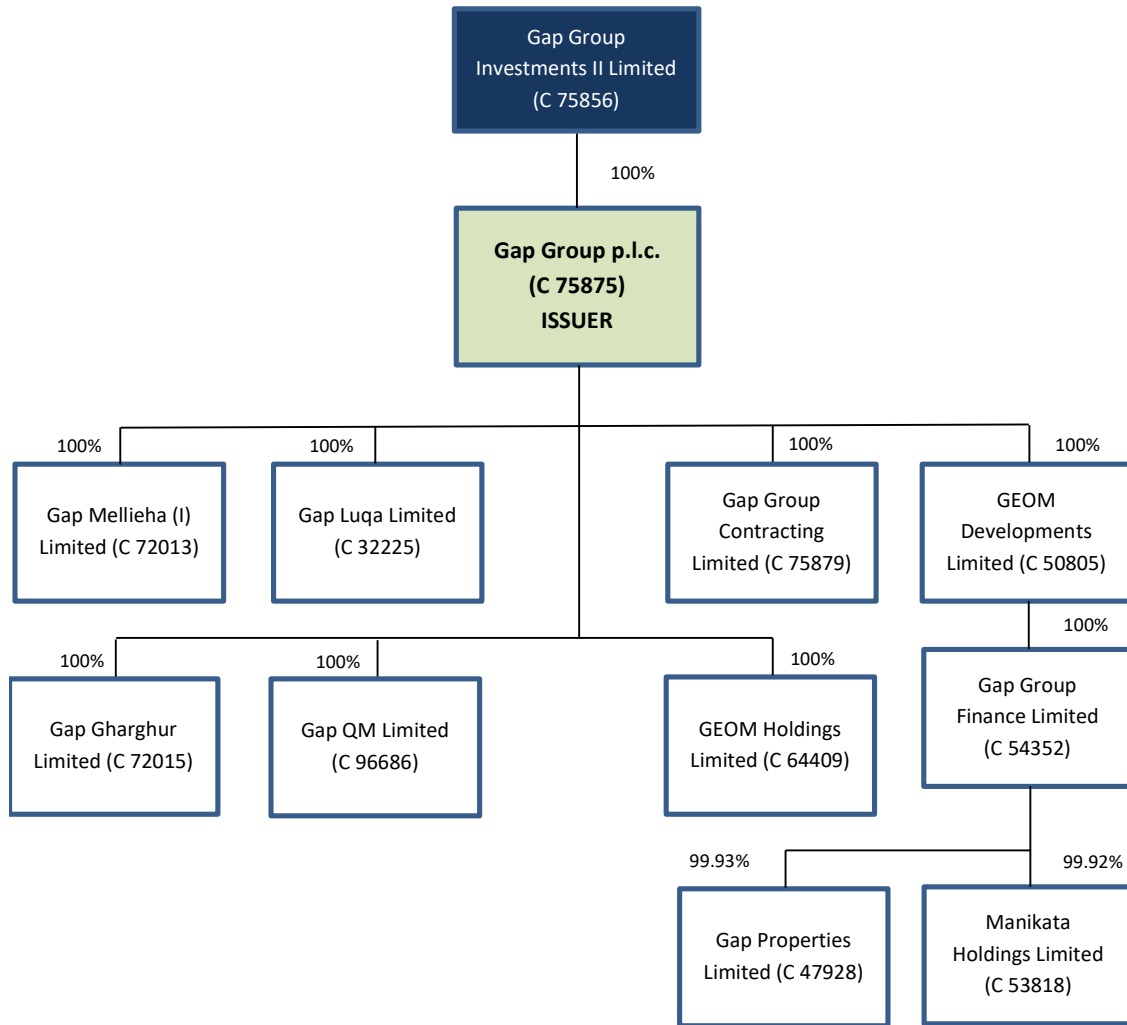 Gap Group
Investments II Limited
(C 75856)
100%
Gap Group p.l.c.
(C 75875)
ISSUER
100%
100%
100%
100%
Gap Mellieha (I)
Limited (C 72013)
Gap Luqa Limited
(C 32225)
Gap Group
Contracting
Limited (C 75879)
GEOM
Developments
Limited (C 50805)
100%
100%
100%
100%
Gap Gharghur
Limited (C 72015)
Gap QM Limited
(C 96686)
GEOM Holdings
Limited (C 64409)
Gap Group
Finance Limited
(C 54352)
99.93%
99.92%
Gap Properties
Limited (C 47928)
Manikata
Holdings Limited
(C 53818)